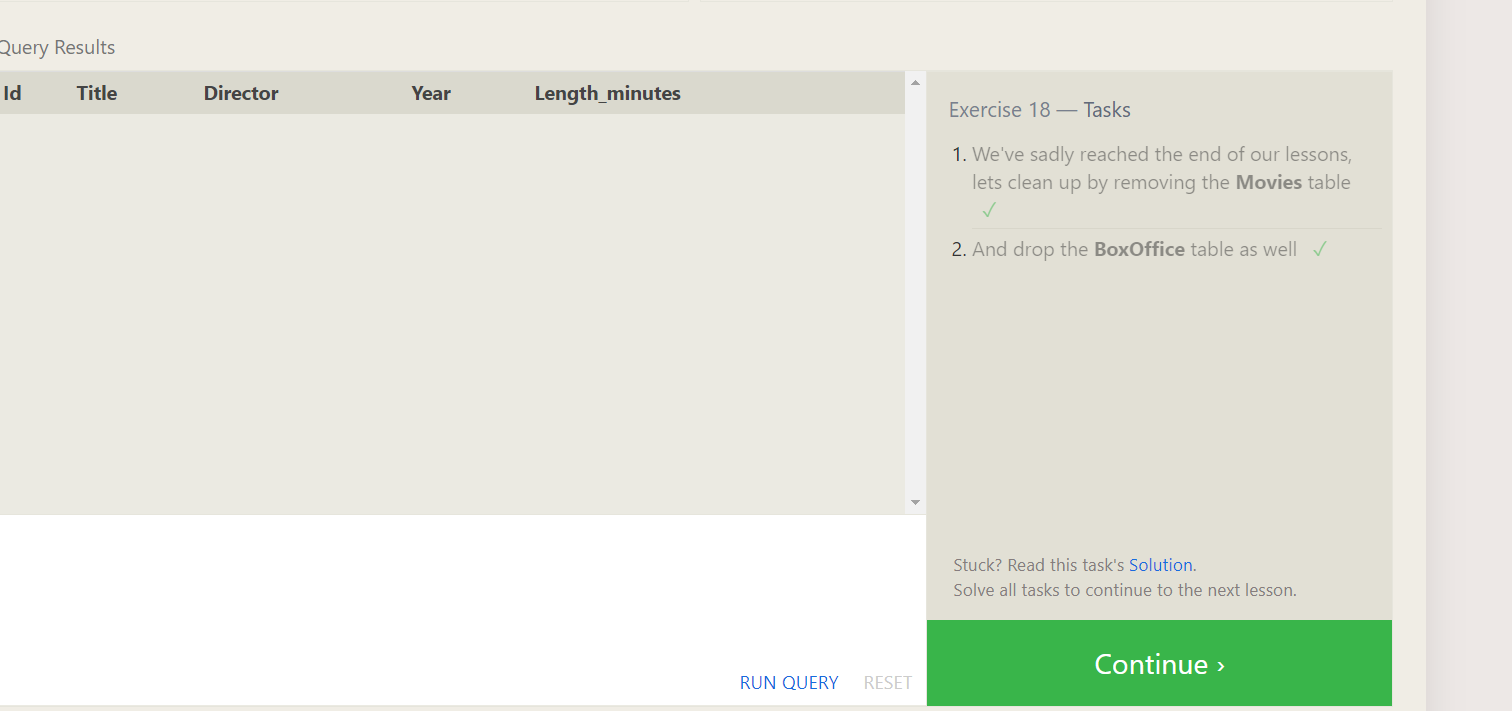 Query Results
Id Title Director Year Length_minutes
Exercise 18 — Tasks
1. We've sadly reached the end of our lessons,
lets clean up by removing the Movies table
✓
2. And drop the BoxOffice table as well ✓
Stuck? Read this task's Solution.
Solve all tasks to continue to the next lesson.
RUN QUERY RESET
Continue ›